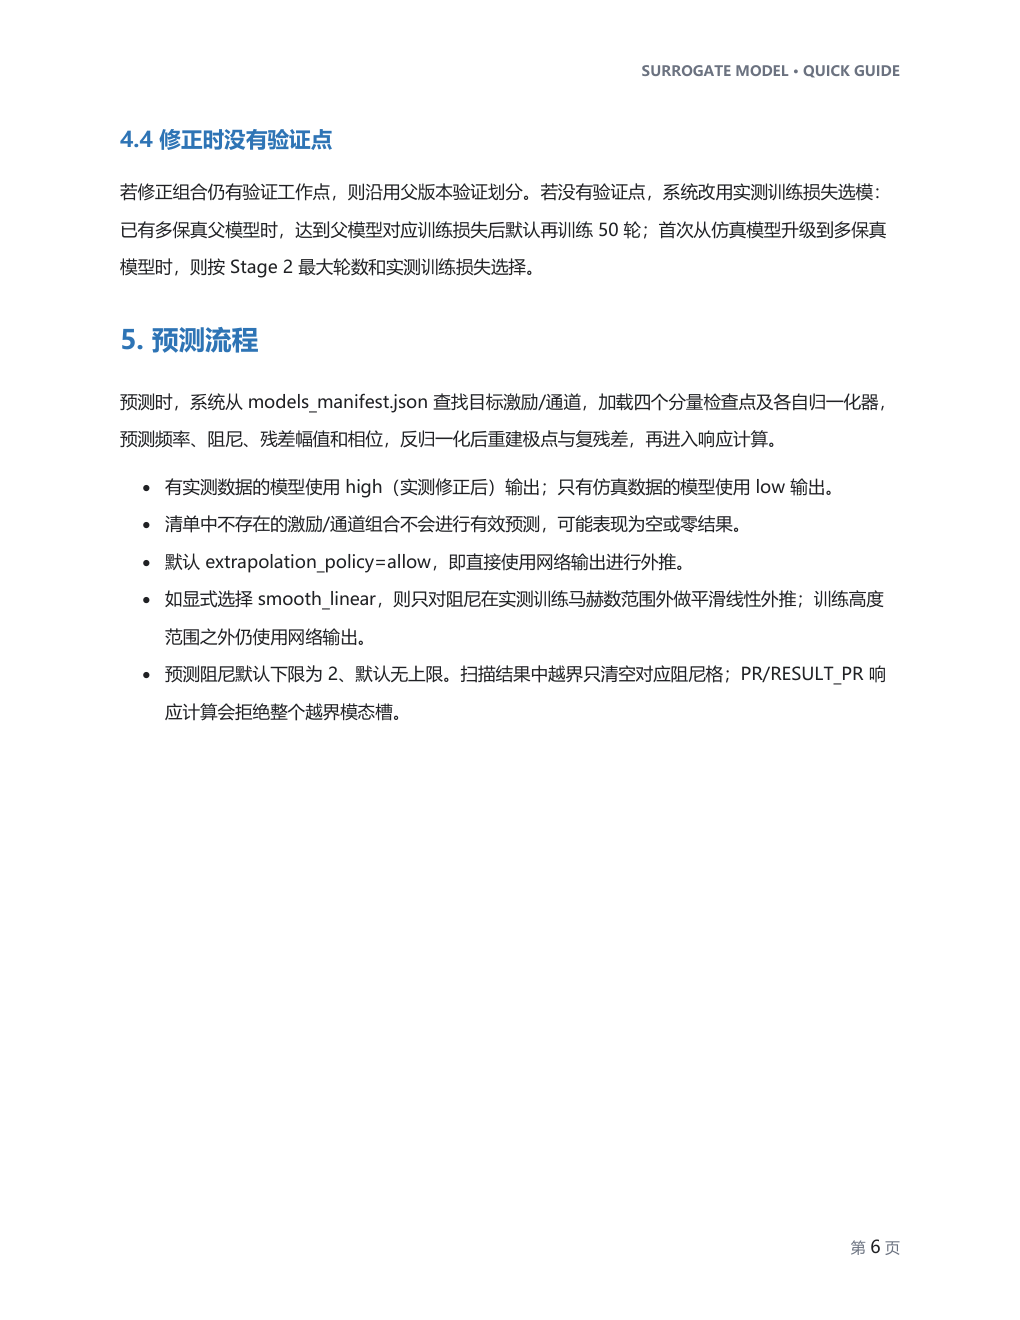 SURROGATE MODEL • QUICK GUIDE
4.4 修正时没有验证点
若修正组合仍有验证工作点，则沿用父版本验证划分。若没有验证点，系统改用实测训练损失选模：
已有多保真父模型时，达到父模型对应训练损失后默认再训练 50 轮；首次从仿真模型升级到多保真
模型时，则按 Stage 2 最大轮数和实测训练损失选择。
5. 预测流程
预测时，系统从 models_manifest.json 查找目标激励/通道，加载四个分量检查点及各自归一化器，
预测频率、阻尼、残差幅值和相位，反归一化后重建极点与复残差，再进入响应计算。
• 有实测数据的模型使用 high（实测修正后）输出；只有仿真数据的模型使用 low 输出。
• 清单中不存在的激励/通道组合不会进行有效预测，可能表现为空或零结果。
• 默认 extrapolation_policy=allow，即直接使用网络输出进行外推。
• 如显式选择 smooth_linear，则只对阻尼在实测训练马赫数范围外做平滑线性外推；训练高度
范围之外仍使用网络输出。
• 预测阻尼默认下限为 2、默认无上限。扫描结果中越界只清空对应阻尼格；PR/RESULT_PR 响
应计算会拒绝整个越界模态槽。
第 6 页